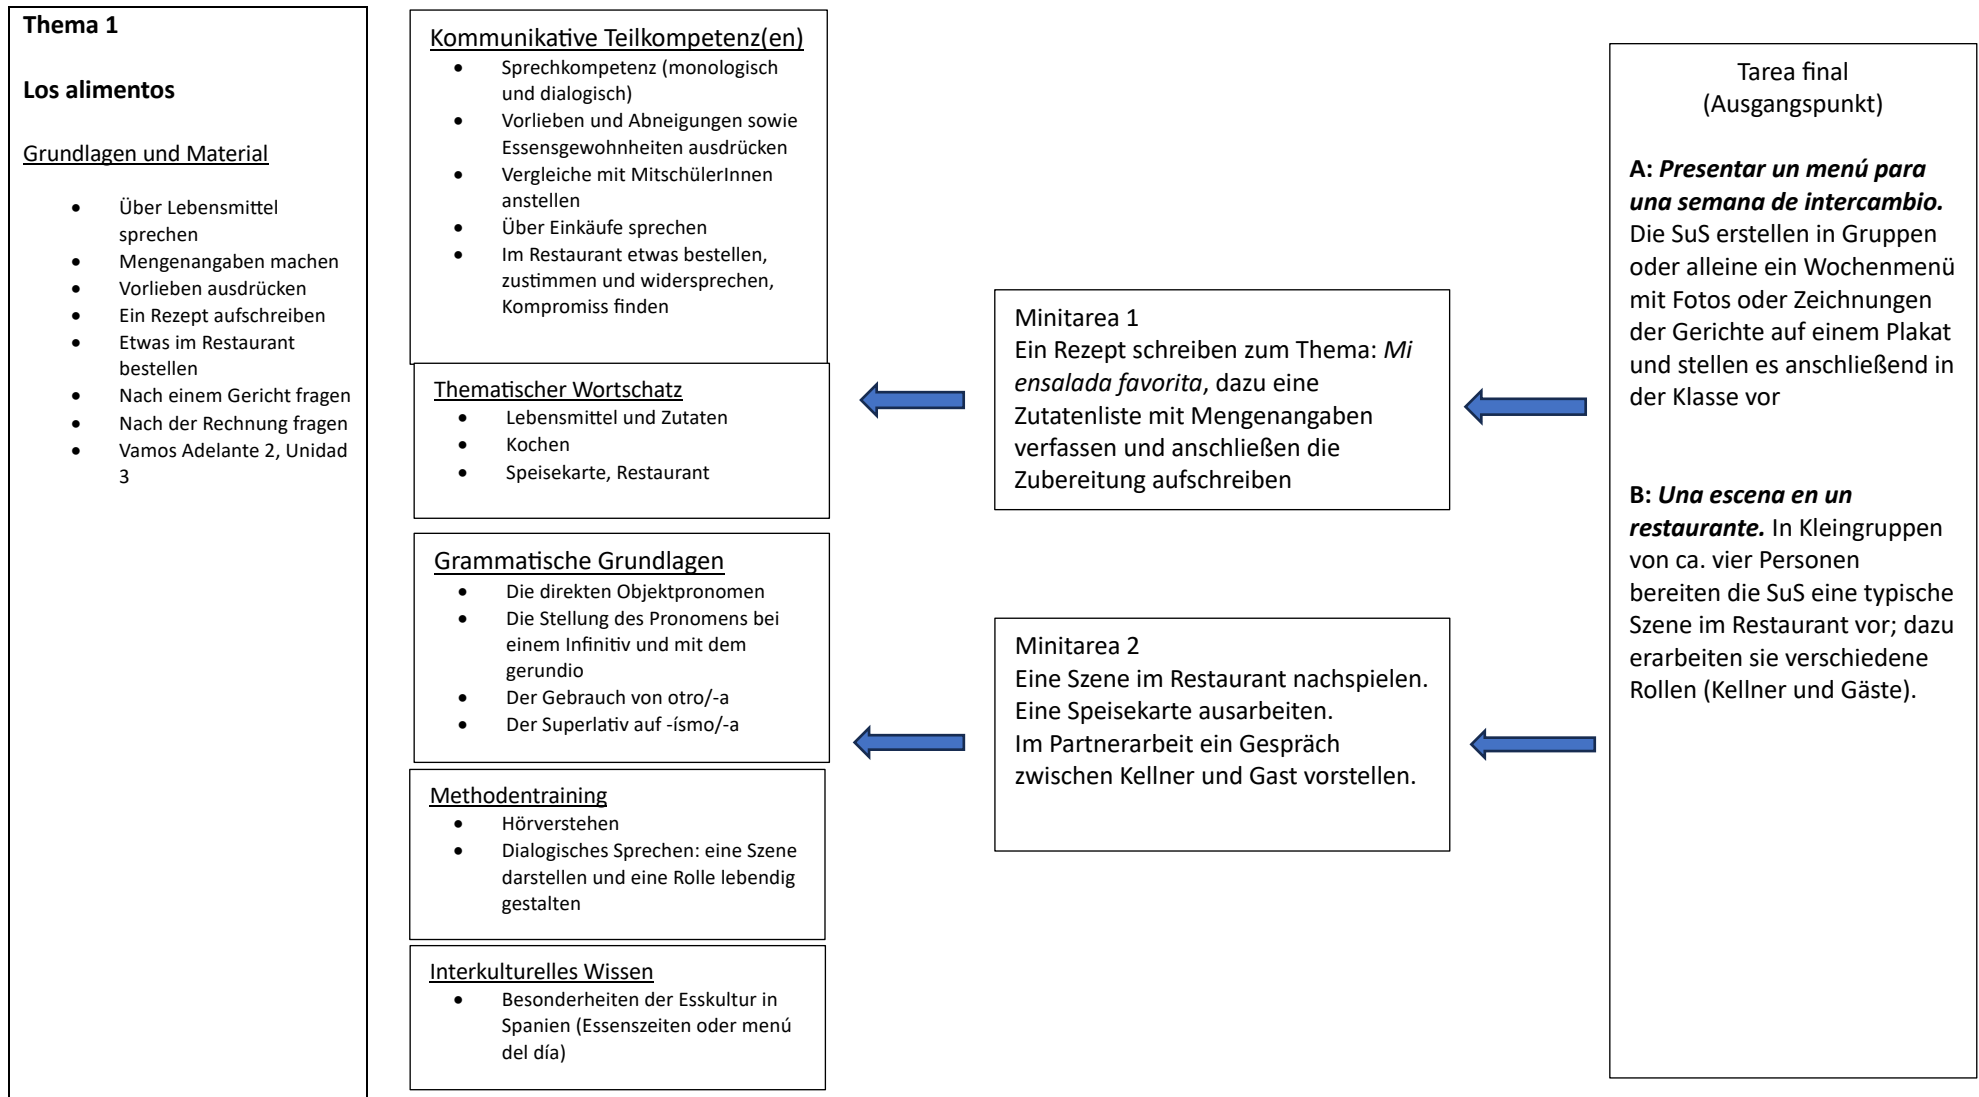 Thema 1
Los alimentos
Grundlagen und Material
• Über Lebensmittel
sprechen
• Mengenangaben machen
• Vorlieben ausdrücken
• Ein Rezept aufschreiben
• Etwas im Restaurant
bestellen
• Nach einem Gericht fragen
• Nach der Rechnung fragen
• Vamos Adelante 2, Unidad
3
Kommunikative Teilkompetenz(en)
• Sprechkompetenz (monologisch
und dialogisch)
• Vorlieben und Abneigungen sowie
Essensgewohnheiten ausdrücken
• Vergleiche mit MitschülerInnen
anstellen
• Über Einkäufe sprechen
• Im Restaurant etwas bestellen,
zustimmen und widersprechen,
Kompromiss finden
Thematischer Wortschatz
• Lebensmittel und Zutaten
• Kochen
• Speisekarte, Restaurant
Grammatische Grundlagen
• Die direkten Objektpronomen
• Die Stellung des Pronomens bei
einem Infinitiv und mit dem
gerundio
• Der Gebrauch von otro/-a
• Der Superlativ auf -ísmo/-a
Methodentraining
• Hörverstehen
• Dialogisches Sprechen: eine Szene
darstellen und eine Rolle lebendig
gestalten
Interkulturelles Wissen
• Besonderheiten der Esskultur in
Spanien (Essenszeiten oder menú
del día)
Minitarea 1
Ein Rezept schreiben zum Thema: Mi
ensalada favorita, dazu eine
Zutatenliste mit Mengenangaben
verfassen und anschließen die
Zubereitung aufschreiben
Minitarea 2
Eine Szene im Restaurant nachspielen.
Eine Speisekarte ausarbeiten.
Im Partnerarbeit ein Gespräch
zwischen Kellner und Gast vorstellen.
Tarea final
(Ausgangspunkt)
A: Presentar un menú para
una semana de intercambio.
Die SuS erstellen in Gruppen
oder alleine ein Wochenmenü
mit Fotos oder Zeichnungen
der Gerichte auf einem Plakat
und stellen es anschließend in
der Klasse vor
B: Una escena en un
restaurante. In Kleingruppen
von ca. vier Personen
bereiten die SuS eine typische
Szene im Restaurant vor; dazu
erarbeiten sie verschiedene
Rollen (Kellner und Gäste).